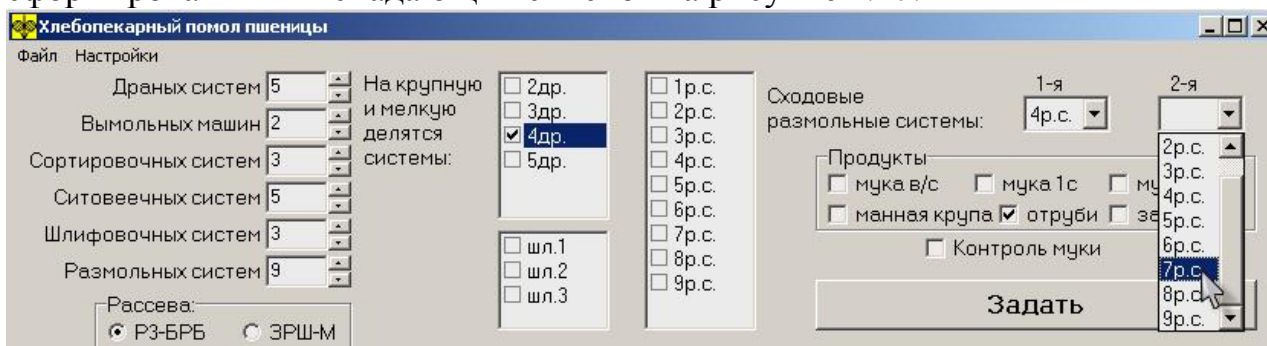 Хлебопекарный помол пшеницы
Файл Настройки
Драных систем 5
Вымольных машин 2
Сортировочных систем 3
Ситовеечных систем 5
Шлифовочных систем 3
Размольных систем 9
Рассева:
РЗ-БРБ ЗРШ-М
На крупную
и мелкую
делятся
системы:
2др.
3др.
4др.
5др.
шл.1
шл.2
шл.3
1р.с.
2р.с.
3р.с.
4р.с.
5р.с.
6р.с.
7р.с.
8р.с.
9р.с.
Сходовые
размольные системы:
1-я
4р.с.
2-я
2р.с.
3р.с.
4р.с.
5р.с.
6р.с.
7р.с.
8р.с.
9р.с.
Продукты
мука в/с мука 1с
манная крупа отруби
Контроль муки
Задать